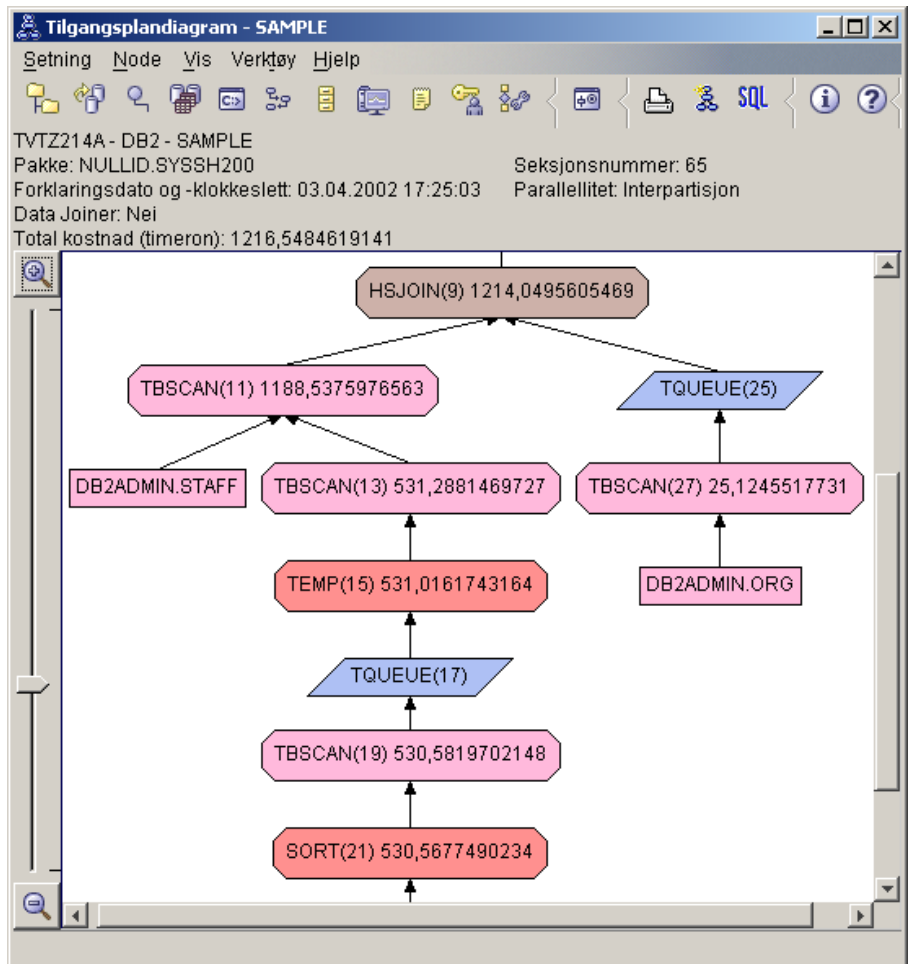 Tilgangsplandiagram - SAMPLE
Setning Node Vis Verktøy Hjelp
SQL
TVTZ214A - DB2 - SAMPLE
Pakke: NULLID.SYSSH200 Seksjonsnummer: 65
Forklaringsdato og -klokkeslett: 03.04.2002 17:25:03 Parallellitet: Interpartisjon
Data Joiner: Nei
Total kostnad (timeron): 1216,5484619141
HSJOIN(9) 1214,0495605469
TBSCAN(11) 1188,5375976563 TQUEUE(25)
DB2ADMIN.STAFF TBSCAN(13) 531,2881469727 TBSCAN(27) 25,1245517731
TEMP(15) 531,0161743164 DB2ADMIN.ORG
TQUEUE(17)
TBSCAN(19) 530,5819702148
SORT(21) 530,5677490234